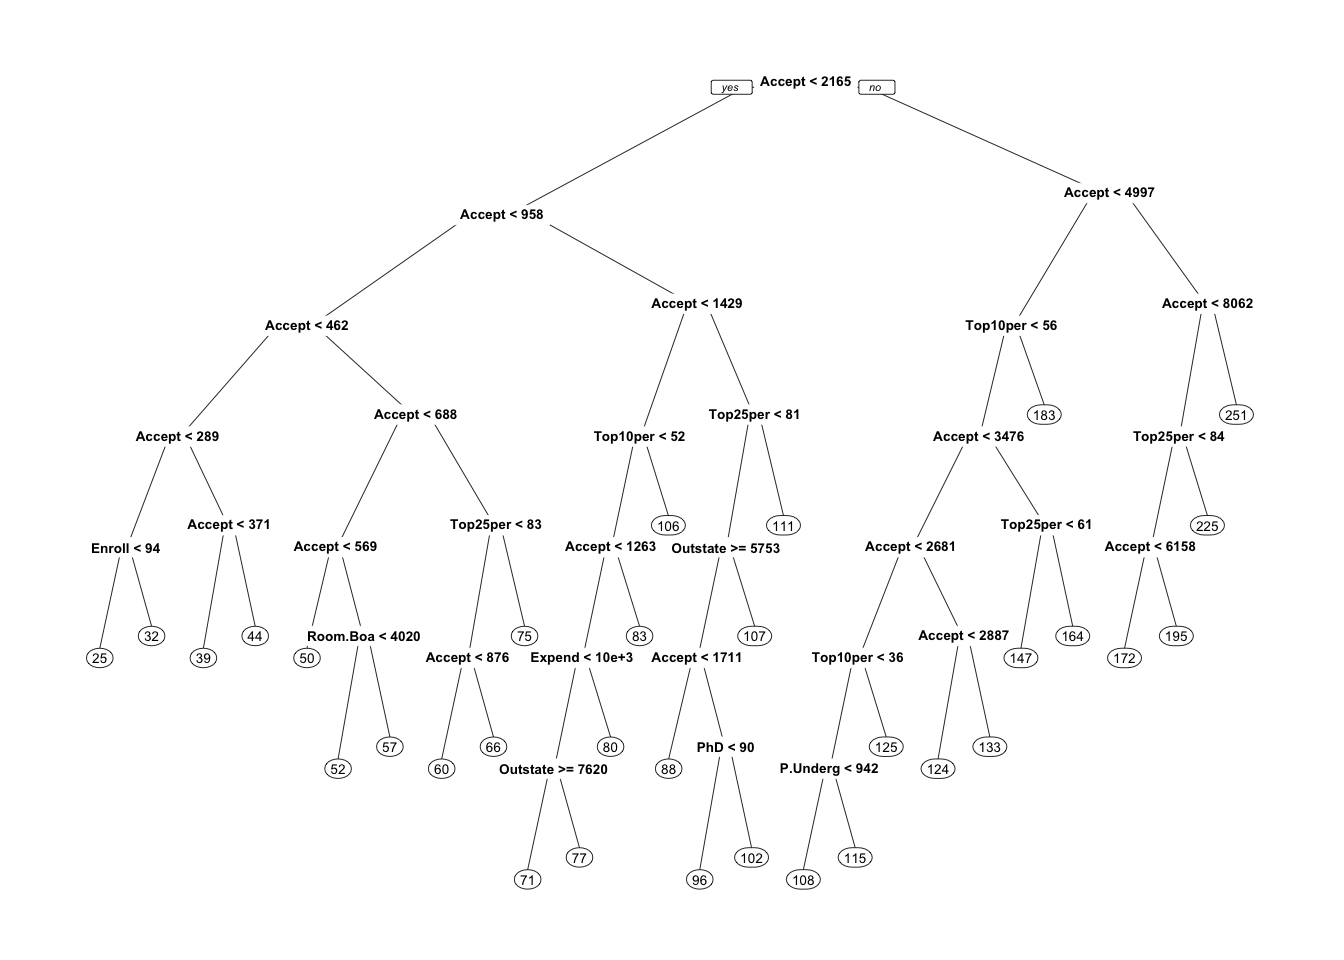 yes Accept < 2165 no
Accept < 4997
Accept < 958
Accept < 1429 Accept < 8062
Accept < 462 Top10per < 56
Accept < 688 Top25per < 81 183 251
Accept < 289 Top10per < 52 Accept < 3476 Top25per < 84
Accept < 371 Top25per < 83 106 111 Top25per < 61 225
Enroll < 94 Accept < 569 Accept < 1263 Outstate >= 5753 Accept < 2681 Accept < 6158
32 44 Room.Boa < 4020 75 83 107 Accept < 2887 164 195
25 39 50 Accept < 876 Expend < 10e+3 Accept < 1711 Top10per < 36 147 172
57 66 80 PhD < 90 125 133
52 60 Outstate >= 7620 88 P.Underg < 942 124
77 102 115
71 96 108